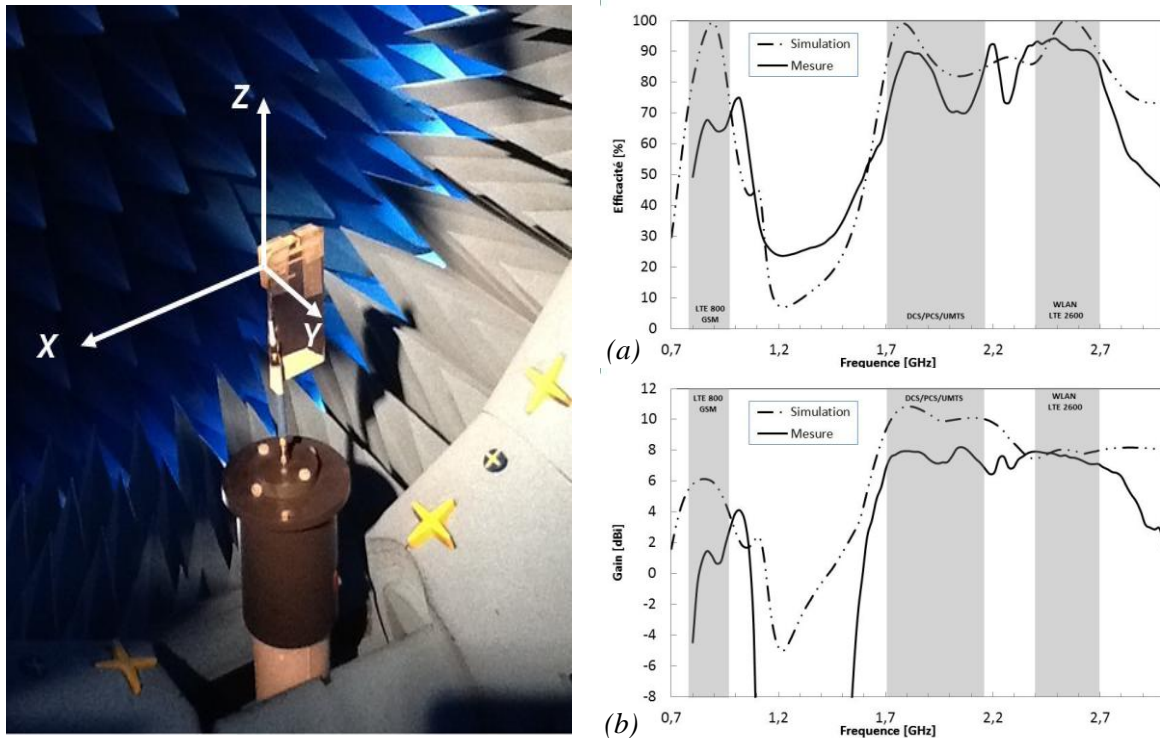 Z
X
Y
100
90
80
70
60
50
40
30
20
10
0
Efficacité [%]
Simulation
Mesure
LTE 800
GSM
DCS/PCS/UMTS
WLAN
LTE 2600
0,7
1,2
1,7
2,2
2,7
Frequence [GHz]
(a)
12
10
8
6
4
2
0
-2
-4
-6
-8
Gain [dBi]
LTE 800
GSM
DCS/PCS/UMTS
WLAN
LTE 2600
Simulation
Mesure
0,7
1,2
1,7
2,2
2,7
Frequence [GHz]
(b)